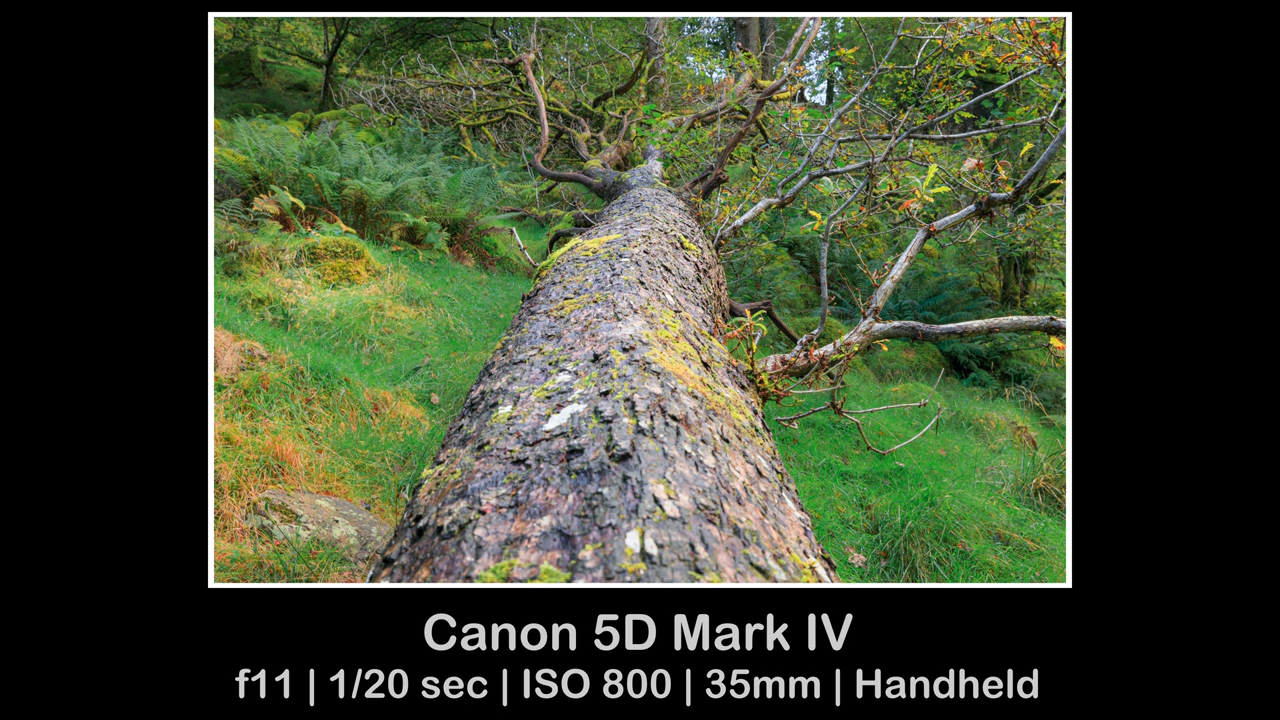 Canon 5D Mark IV
f11 | 1/20 sec | ISO 800 | 35mm | Handheld